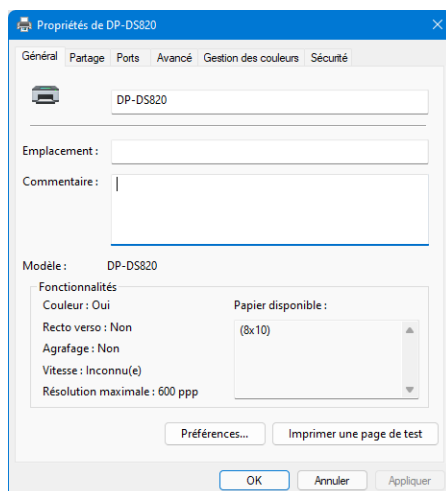 Propriétés de DP-DS820
Général Partage Ports Avancé Gestion des couleurs Sécurité
DP-DS820
Emplacement :
Commentaire :
Modèle : DP-DS820
Fonctionnalités
Couleur : Oui Papier disponible :
Recto verso : Non (8x10)
Agrafage : Non
Vitesse : Inconnu(e)
Résolution maximale : 600 ppp
Préférences... Imprimer une page de test
OK Annuler Appliquer